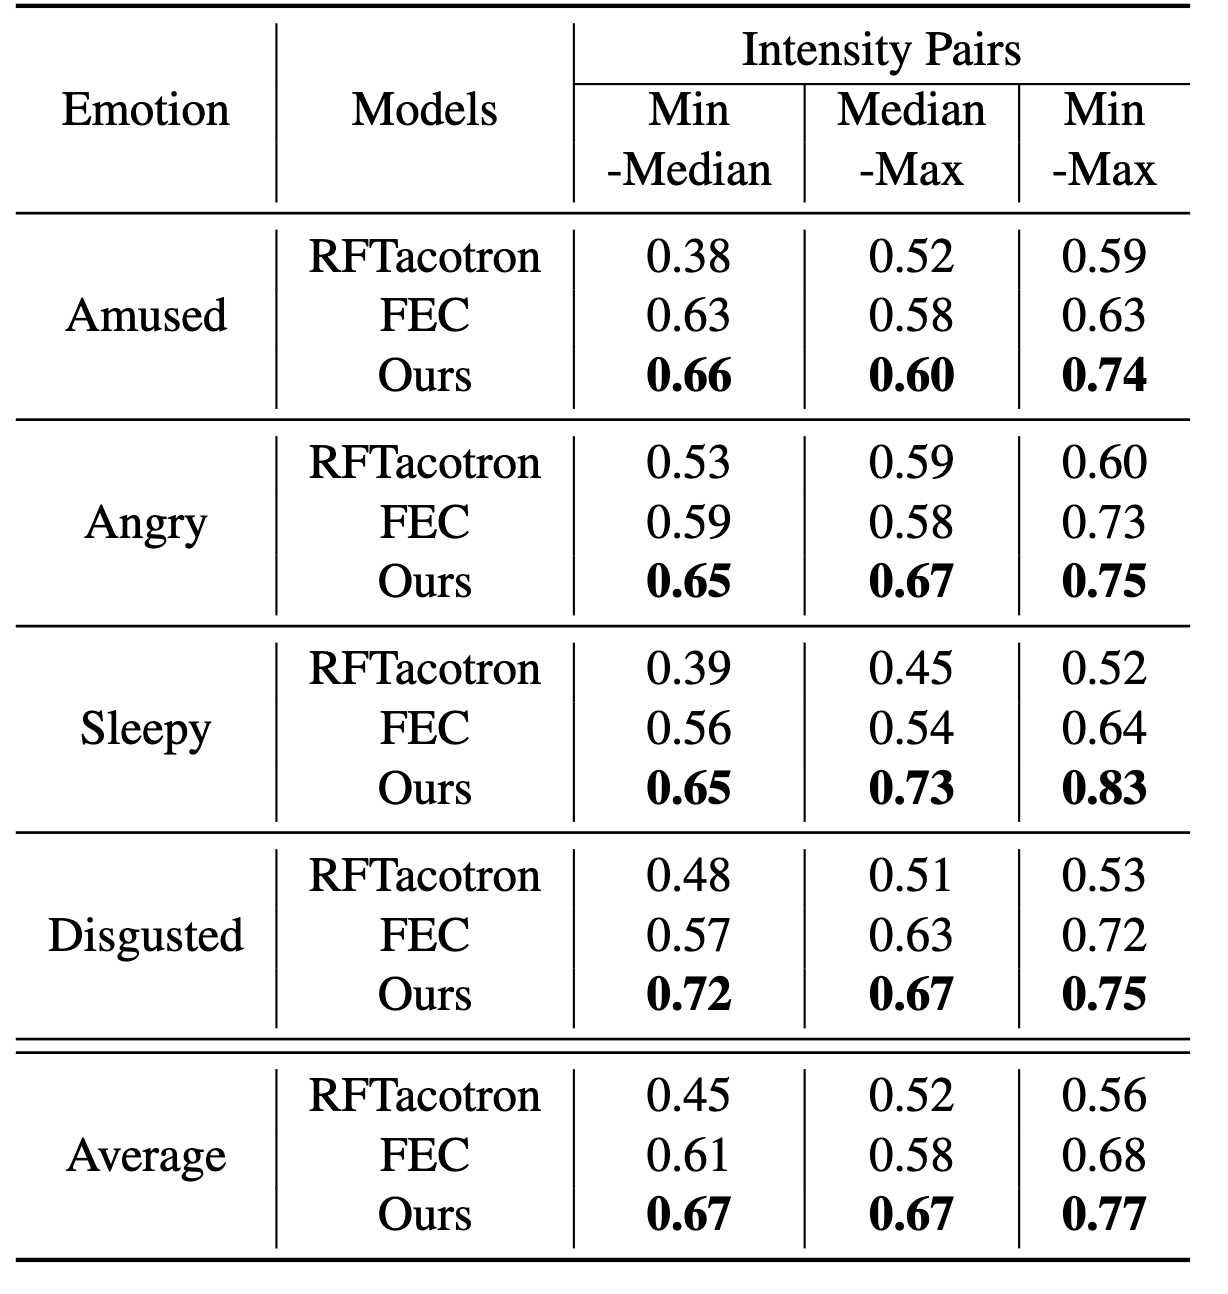 Intensity Pairs
Emotion Models Min Median Min
-Median -Max -Max
RFTacotron 0.38 0.52 0.59
Amused FEC 0.63 0.58 0.63
Ours 0.66 0.60 0.74
RFTacotron 0.53 0.59 0.60
Angry FEC 0.59 0.58 0.73
Ours 0.65 0.67 0.75
RFTacotron 0.39 0.45 0.52
Sleepy FEC 0.56 0.54 0.64
Ours 0.65 0.73 0.83
RFTacotron 0.48 0.51 0.53
Disgusted FEC 0.57 0.63 0.72
Ours 0.72 0.67 0.75
RFTacotron 0.45 0.52 0.56
Average FEC 0.61 0.58 0.68
Ours 0.67 0.67 0.77